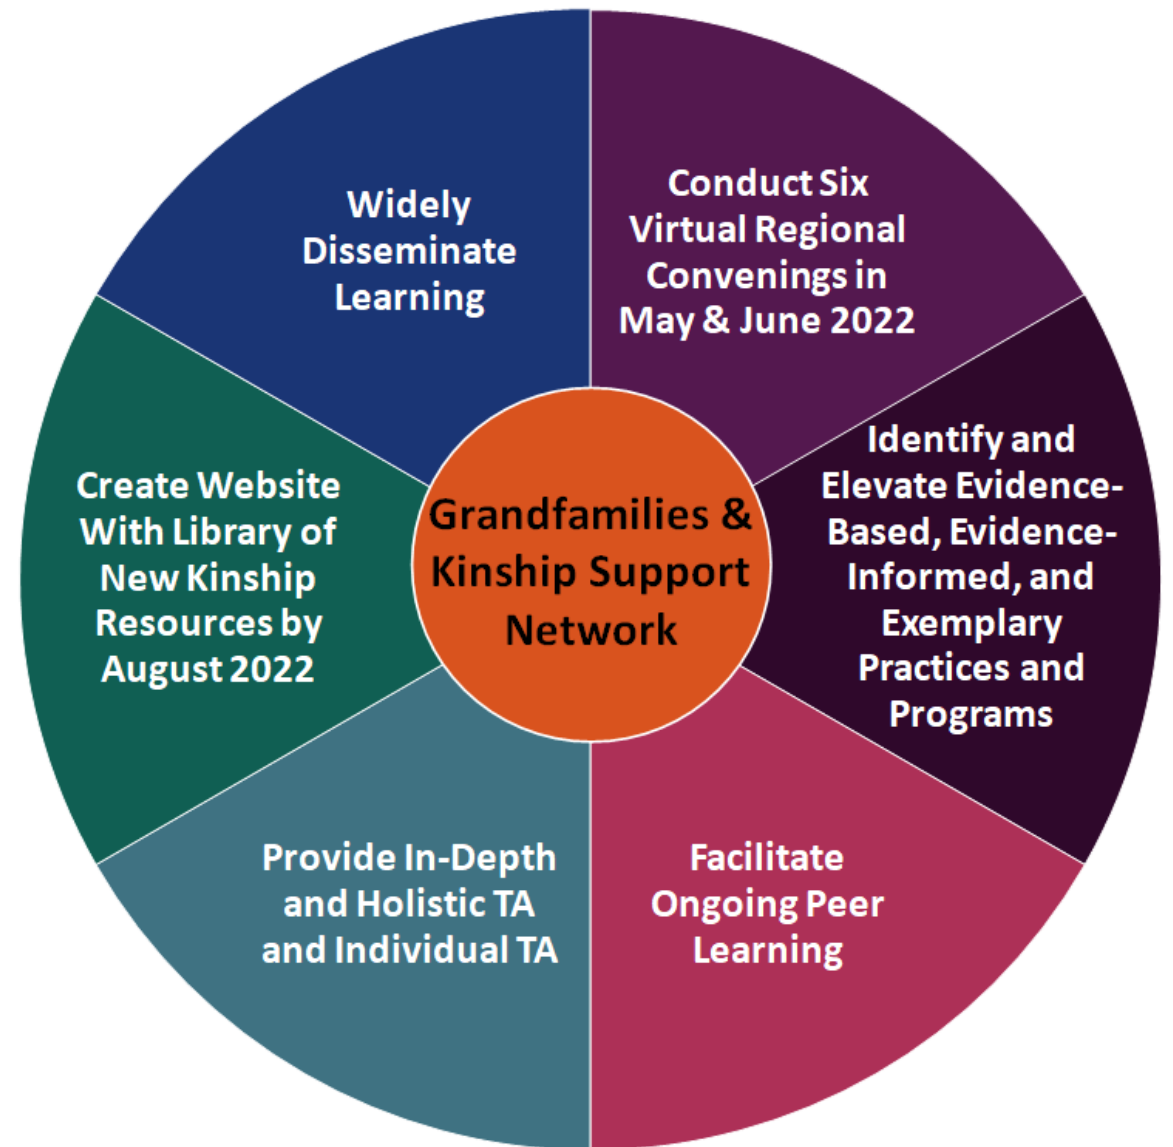 Widely
Disseminate
Learning
Conduct Six
Virtual Regional
Convenings in
May & June 2022
Identify and
Elevate Evidence-
Based, Evidence-
Informed, and
Exemplary
Practices and
Programs
Facilitate
Ongoing Peer
Learning
Provide In-Depth
and Holistic TA
and Individual TA
Create Website
With Library of
New Kinship
Resources by
August 2022
Grandfamilies &
Kinship Support
Network